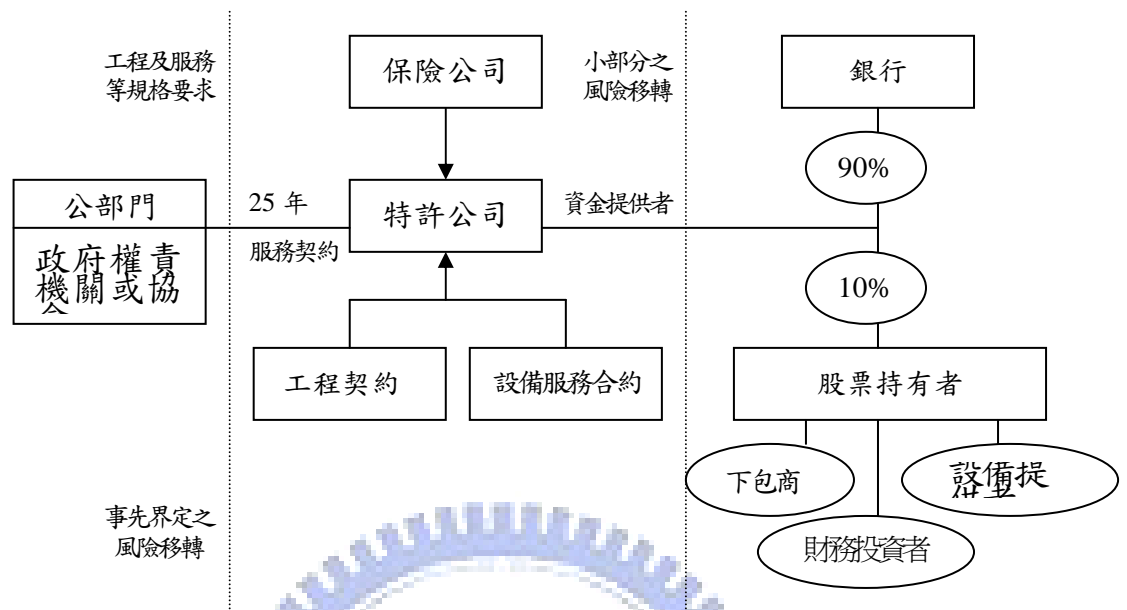 工程及服務
等規格要求
保險公司
小部分之
風險移轉
銀行
90%
公部門
政府權責
機關或協
25 年
服務契約
特許公司
資金提供者
10%
工程契約
設備服務合約
股票持有者
下包商
設備提
財務投資者
事先界定之
風險移轉